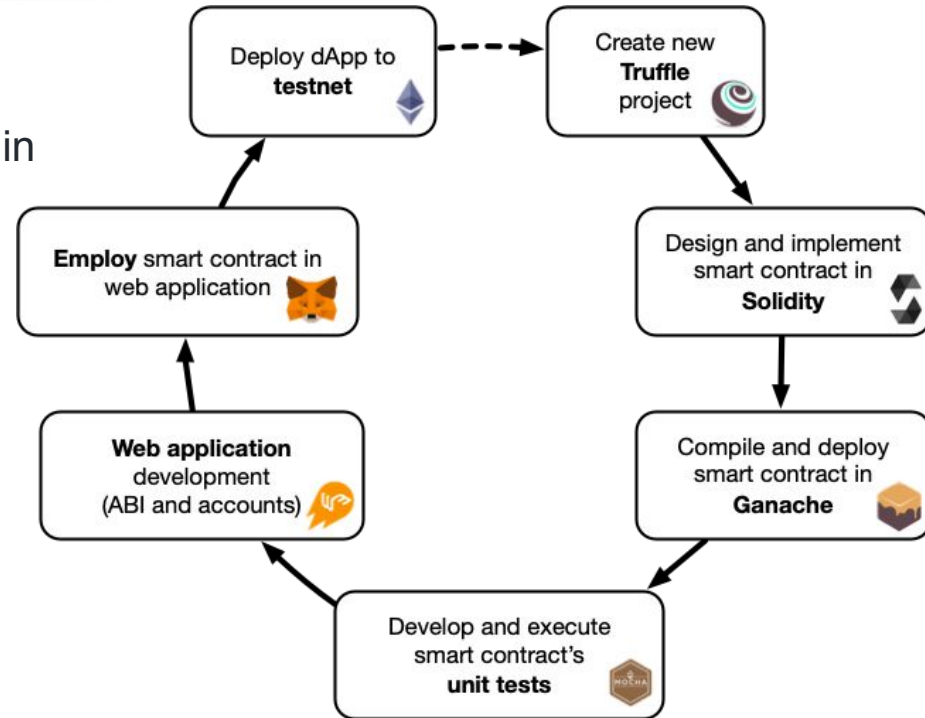 Deploy dApp to
testnet
Create new
Truffle
project
in
Employ smart contract in
web application
Design and implement
smart contract in
Solidity
Web application
development
(ABI and accounts)
Compile and deploy
smart contract in
Ganache
Develop and execute
smart contract's
unit tests
MOCHA